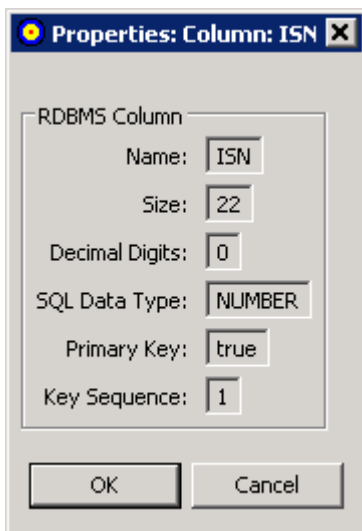 Properties: Column: ISN
RDBMS Column
Name: ISN
Size: 22
Decimal Digits: 0
SQL Data Type: NUMBER
Primary Key: true
Key Sequence: 1
OK Cancel